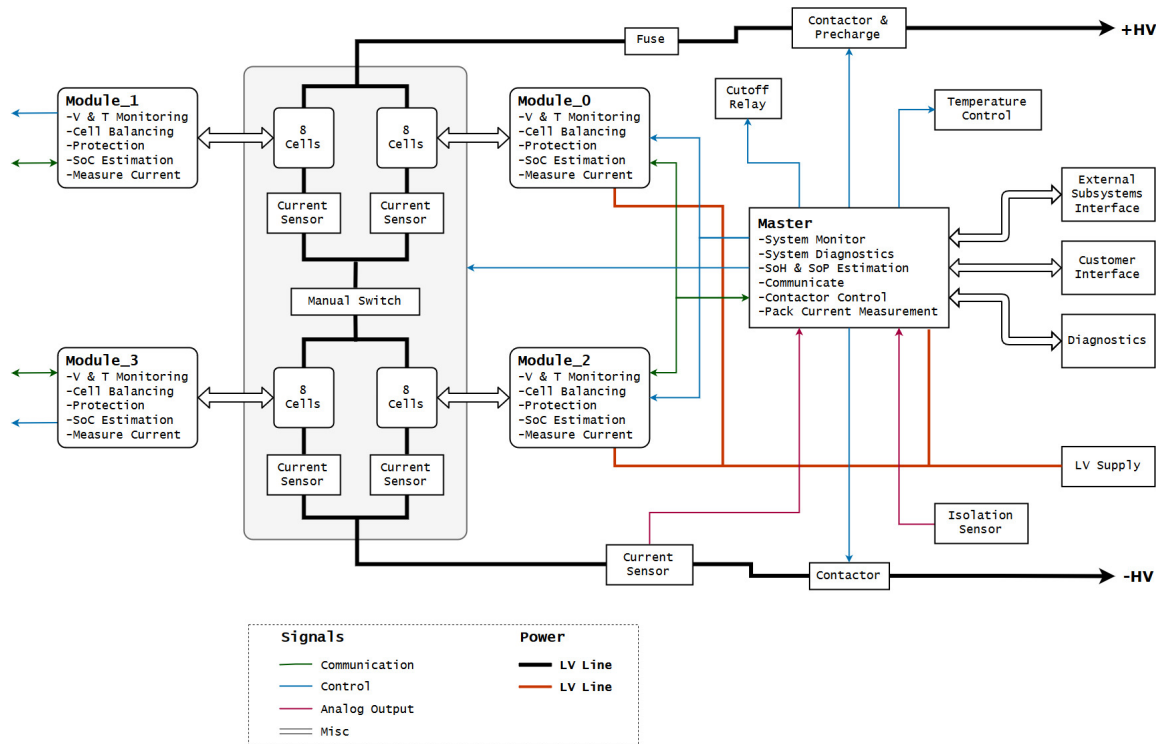 Contactor &
Precharge
+HV
Fuse
Cutoff
Relay
Temperature
Control
Module_1
-V & T Monitoring
-Cell Balancing
-Protection
-SoC Estimation
-Measure Current
8
Cells
8
Cells
Module_0
-V & T Monitoring
-Cell Balancing
-Protection
-SoC Estimation
-Measure Current
Current
Sensor
Current
Sensor
External
Subsystems
Interface
Master
-System Monitor
-System Diagnostics
-SoH & SoP Estimation
-Communicate
-Contactor Control
-Pack Current Measurement
Customer
Interface
Manual Switch
Diagnostics
Module_3
-V & T Monitoring
-Cell Balancing
-Protection
-SoC Estimation
-Measure Current
8
Cells
8
Cells
Module_2
-V & T Monitoring
-Cell Balancing
-Protection
-SoC Estimation
-Measure Current
Current
Sensor
Current
Sensor
LV Supply
Isolation
Sensor
Current
Sensor
Contactor
-HV
Signals
Communication
Control
Analog Output
Misc
Power
LV Line
LV Line